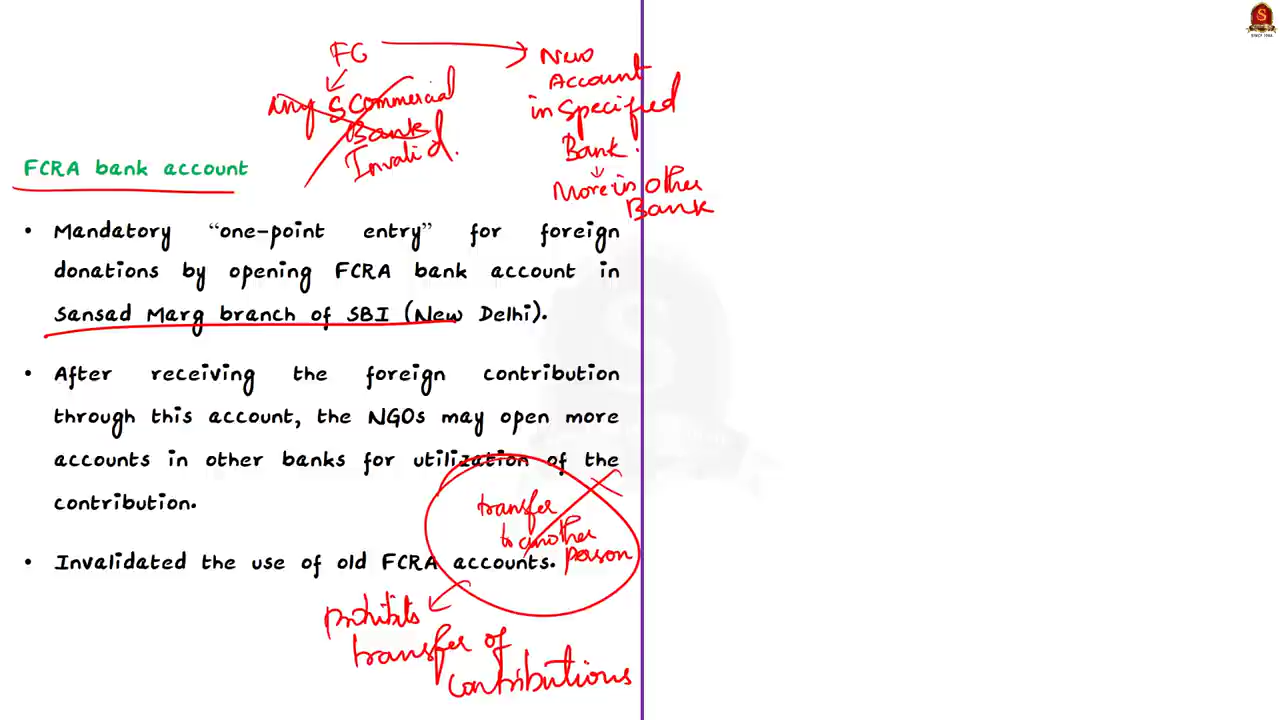 FC
New
Account
in Specified
Bank.
More in Other
Bank
Any Commercial
Bank
Invalid.
FCRA bank account
• Mandatory “one-point entry” for foreign
donations by opening FCRA bank account in
Sansad Marg branch of SBI (New Delhi).
• After receiving the foreign contribution
through this account, the NGOs may open more
accounts in other banks for utilization of the
contribution.
transfer
to another
person
• Invalidated the use of old FCRA accounts.
prohibits
transfer of
contributions